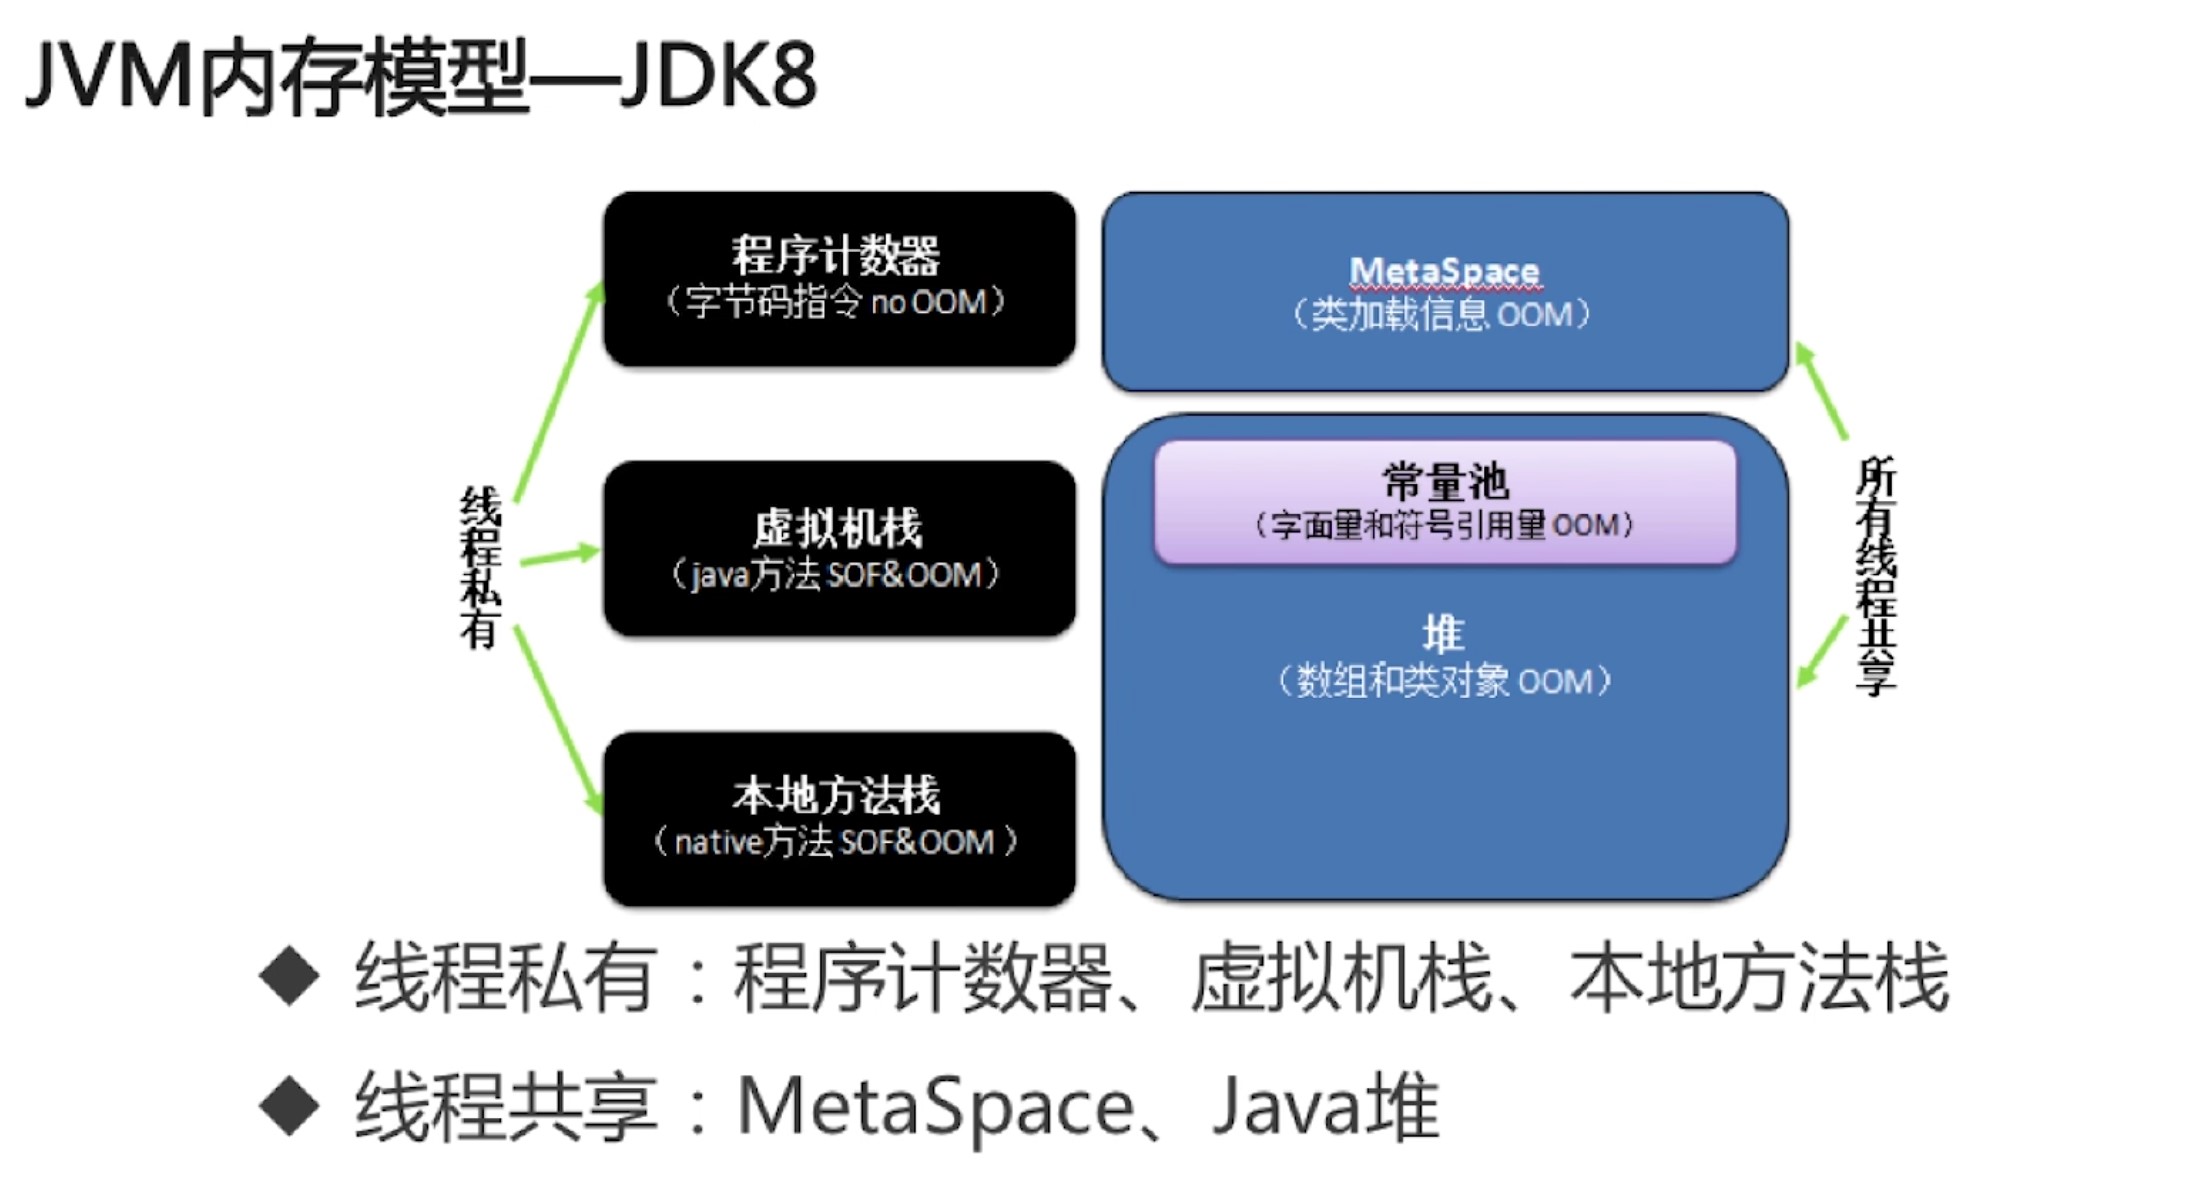 JVM内存模型—JDK8
程序计数器
（字节码指令 no OOM）
MetaSpace
（类加载信息 OOM）
线程私有
虚拟机栈
（java方法 SOF&OOM）
常量池
（字面量和符号引用量 OOM）
堆
（数组和类对象 OOM）
所有线程共享
本地方法栈
（native方法 SOF&OOM ）
◆ 线程私有：程序计数器、虚拟机栈、本地方法栈
◆ 线程共享：MetaSpace、Java堆